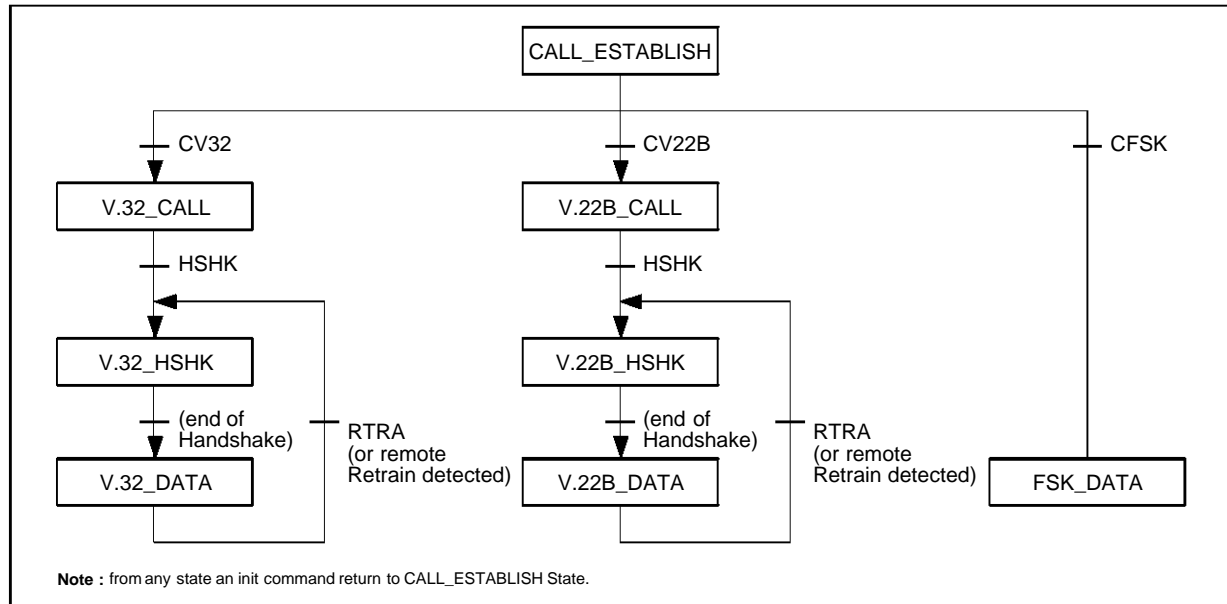 CALL_ESTABLISH
CV32
CV22B
CFSK
V.32_CALL
V.22B_CALL
HSHK
HSHK
V.32_HSHK
V.22B_HSHK
(end of
Handshake)
RTRA
(or remote
Retrain detected)
(end of
Handshake)
RTRA
(or remote
Retrain detected)
V.32_DATA
V.22B_DATA
FSK_DATA
Note : from any state an init command return to CALL_ESTABLISH State.